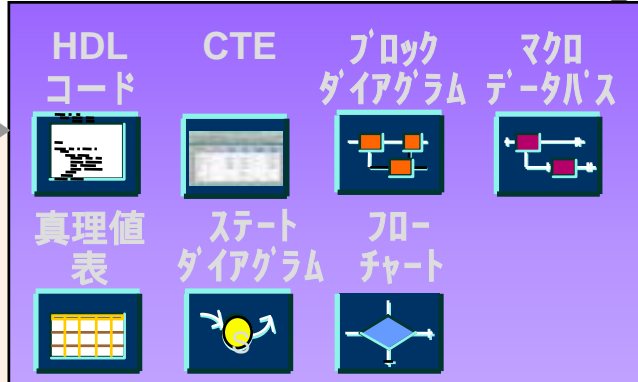 HDL
コード
CTE
ﾌﾞﾛｯｸ
ﾀﾞｲｱｸﾞﾗﾑ
ﾏｸﾛ
ﾃﾞｰﾀﾊﾟｽ
真理値
表
ｽﾃｰﾄ
ﾀﾞｲｱｸﾞﾗﾑ
ﾌﾛｰ
ﾁｬｰﾄ